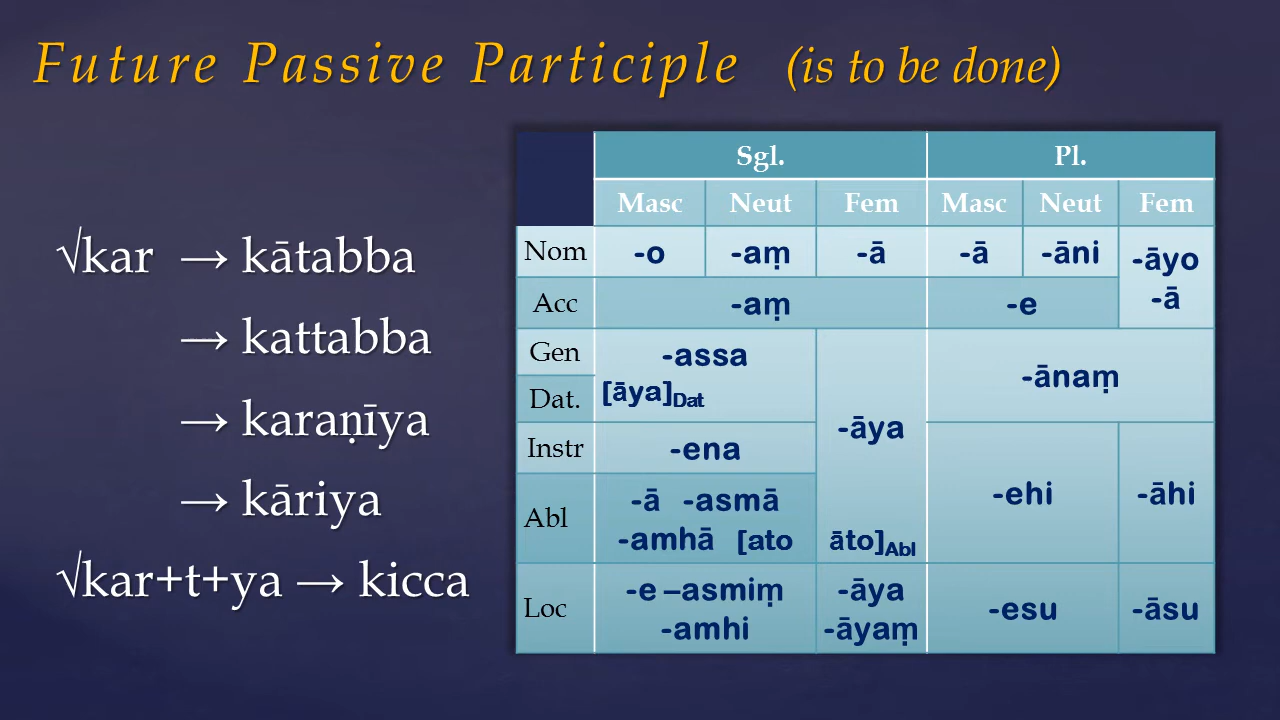 Future Passive Participle (is to be done)
√kar → kātabba
→ kattabba
→ karaṇīya
→ kāriya
√kar+t+ya → kicca
Sgl. Pl.
Masc Neut Fem Masc Neut Fem
Nom -o -aṃ -ā -ā -āni -āyo
-ā
Acc -aṃ -e
Gen -assa
Dat. [āya]Dat
-ānaṃ
-āya
Instr -ena
-ehi -āhi
Abl -ā -asmā
-amhā [ato āto]Abl
Loc -e –asmiṃ -āya
-amhi -āyaṃ
-esu -āsu